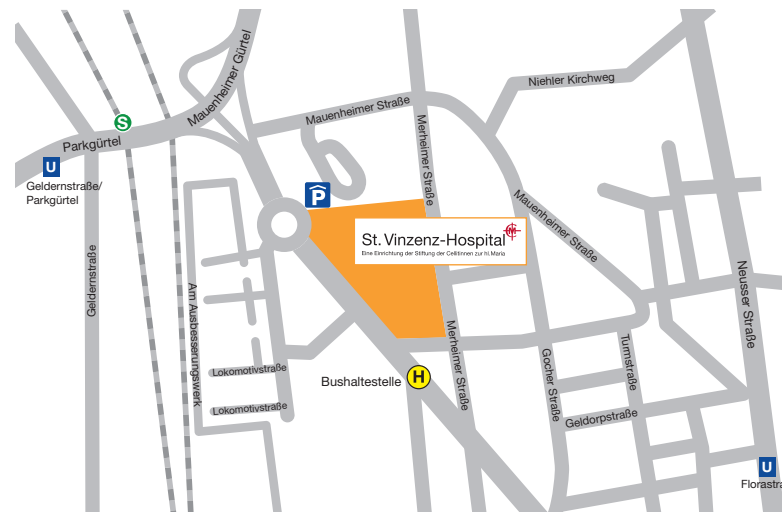 Mauenheimer Gürtel
Niehler Kirchweg
Mauenheimer Straße
S
Parkgürtel
U
Geldernstraße/
Parkgürtel
P
Merheimer Straße
Mauenheimer Straße
St. Vinzenz-Hospital
Eine Einrichtung der Stiftung der Cellitinnen zur hl. Maria
Geldernstraße
Am Ausbesserungswerk
Neusser Straße
Merheimer Straße
Turmstraße
Gocher Straße
Lokomotivstraße
Bushaltestelle H
Lokomotivstraße
Geldorpstraße
U
Florastra